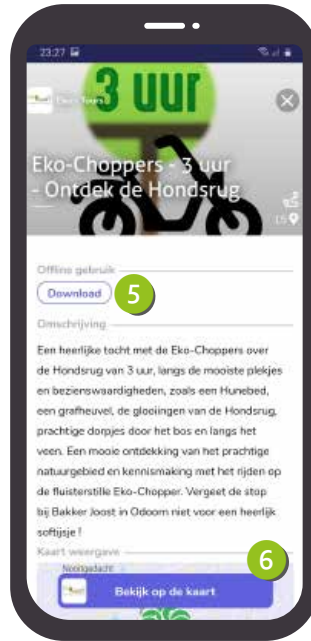 23:27
3 uur
Eko-Choppers - 3 uur
- Ontdek de Hondsrug
15
Offline gebruik
Download
5
Omschrijving
Een heerlijke tocht met de Eko-Choppers over
de Hondsrug van 3 uur, langs de mooiste plekjes
en bezienswaardigheden, zoals een Hunebed,
een grafheuvel, de glooiingen van de Hondsrug,
prachtige dorpjes door het bos en langs het
veen. Een mooie ontdekking van het prachtige
natuurgebied en kennismaking met het rijden op
de fluisterstille Eko-Chopper. Vergeet de stop
bij Bakker Joost in Odoorn niet voor een heerlijk
softijsje !
Kaart weergave
6
Nooitgedacht
Bekijk op de kaart